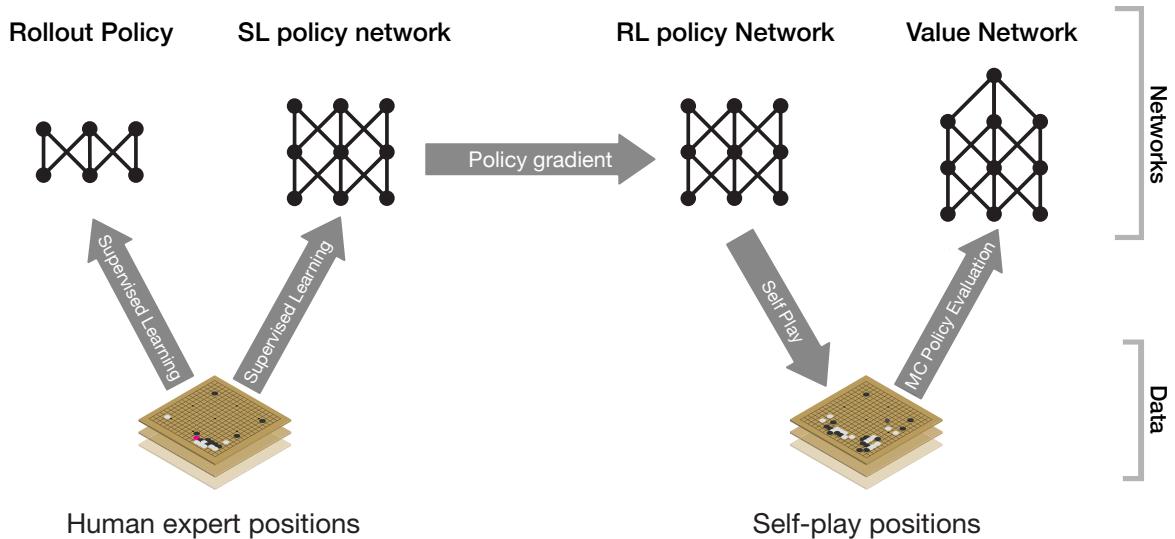 Rollout Policy
SL policy network
RL policy Network
Value Network
Networks
Policy gradient
Supervised Learning
Supervised Learning
Self Play
MC Policy Evaluation
Data
Human expert positions
Self-play positions